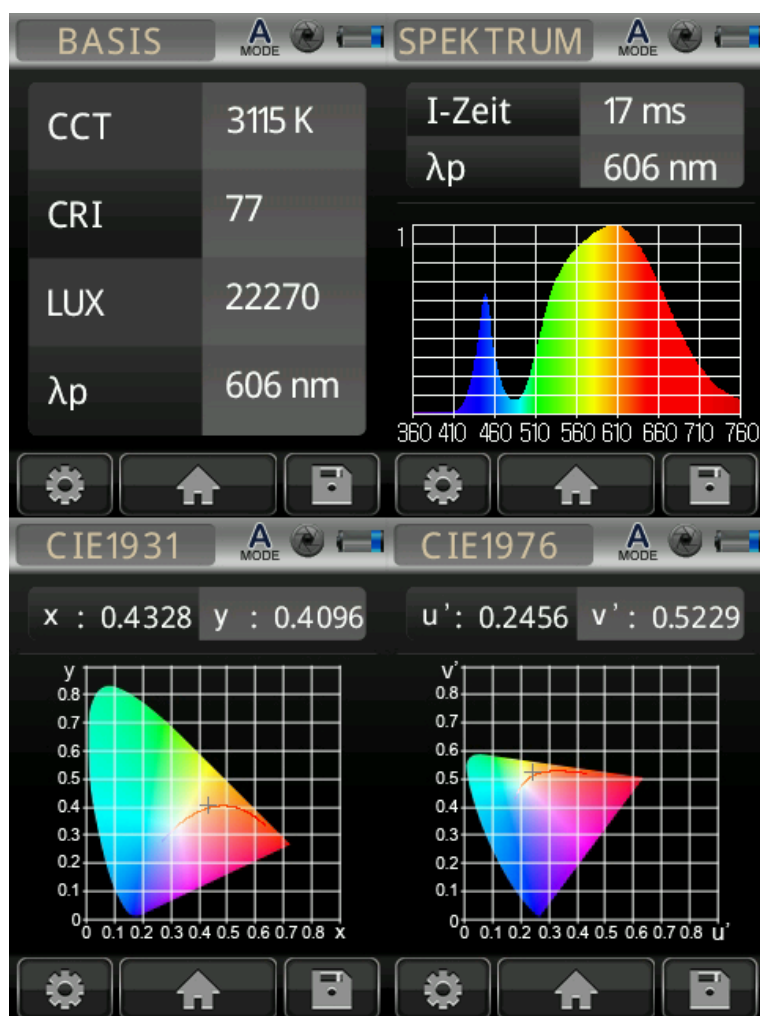 BASIS
A
MODE
CCT 3115 K
CRI 77
LUX 22270
λp 606 nm
SPEKTRUM
A
MODE
I-Zeit 17 ms
λp 606 nm
1
360 410 460 510 560 610 660 710 760
CIE1931
A
MODE
x : 0.4328 y : 0.4096
y
0.8
0.7
0.6
0.5
0.4
0.3
0.2
0.1
0
0 0.1 0.2 0.3 0.4 0.5 0.6 0.7 0.8 x
CIE1976
A
MODE
u': 0.2456 v': 0.5229
v'
0.8
0.7
0.6
0.5
0.4
0.3
0.2
0.1
0
0 0.1 0.2 0.3 0.4 0.5 0.6 0.7 0.8 u'